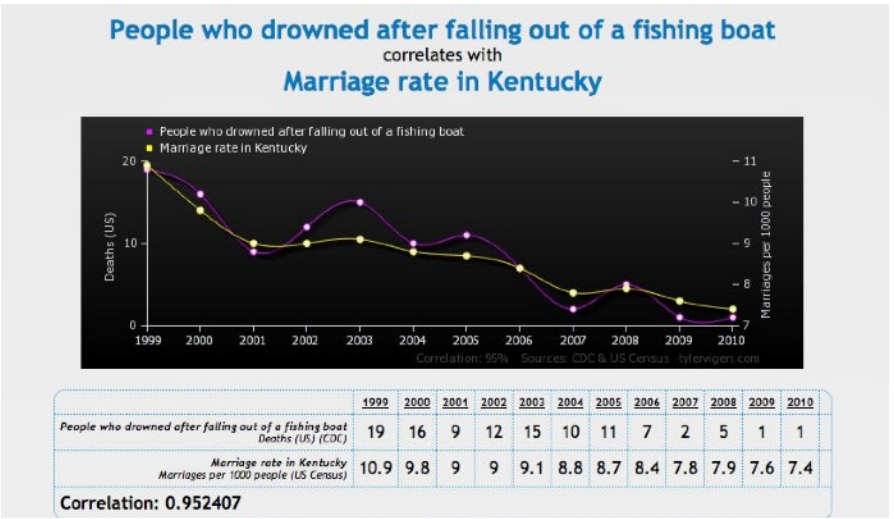 People who drowned after falling out of a fishing boat
correlates with
Marriage rate in Kentucky
People who drowned after falling out of a fishing boat
Marriage rate in Kentucky
20
10
0
Deaths (US)
11
10
9
8
7
Marriages per 1000 people
1999 2000 2001 2002 2003 2004 2005 2006 2007 2008 2009 2010
Correlation: 95% Sources: CDC & US Census tylervigen.com
1999 2000 2001 2002 2003 2004 2005 2006 2007 2008 2009 2010
People who drowned after falling out of a fishing boat
Deaths (US) (CDC)
19 16 9 12 15 10 11 7 2 5 1 1
Marriage rate in Kentucky
Marriages per 1000 people (US Census)
10.9 9.8 9 9 9.1 8.8 8.7 8.4 7.8 7.9 7.6 7.4
Correlation: 0.952407